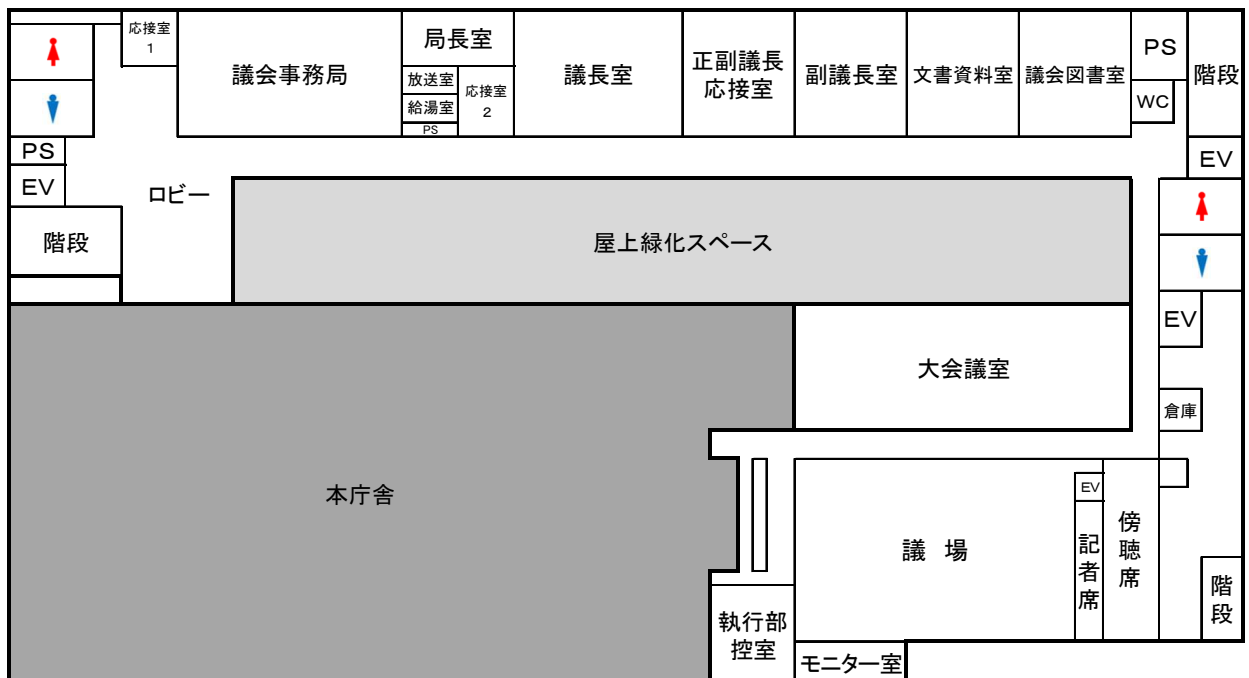 応接室
1
議会事務局
局長室
放送室
給湯室
PS
応接室
2
議長室
正副議長
応接室
副議長室
文書資料室
議会図書室
PS
WC
階段
EV
PS
EV
階段
ロビー
屋上緑化スペース
EV
大会議室
倉庫
本庁舎
議 場
EV
記者席
傍聴席
階段
執行部
控室
モニター室